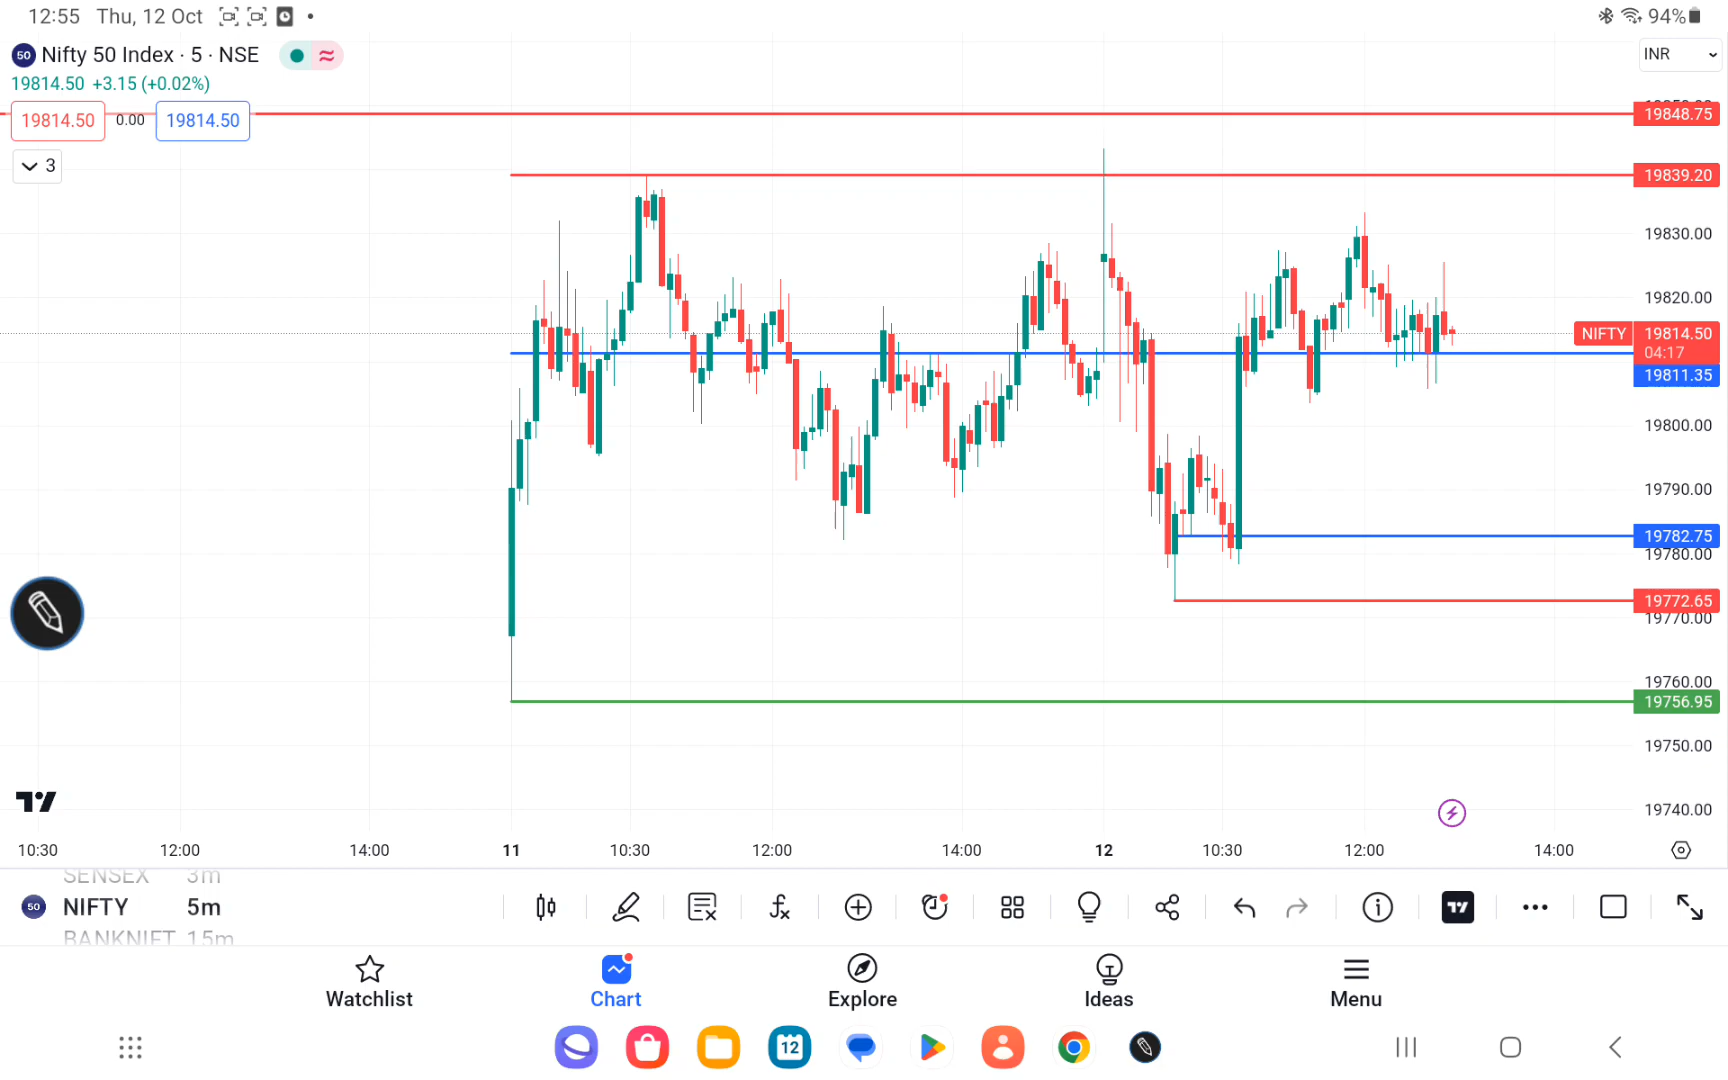 12:55 Thu, 12 Oct
94%
50 Nifty 50 Index · 5 · NSE
INR
19814.50 +3.15 (+0.02%)
19814.50 0.00 19814.50
3
19848.75
19839.20
19830.00
19820.00
NIFTY 19814.50
04:17
19811.35
19800.00
19790.00
19782.75
19780.00
19772.65
19770.00
19760.00
19756.95
19750.00
19740.00
10:30 12:00 14:00 11 10:30 12:00 14:00 12 10:30 12:00 14:00
SENSEX 3m
50 NIFTY 5m
BANKNIFT 15m
Watchlist Chart Explore Ideas Menu
12